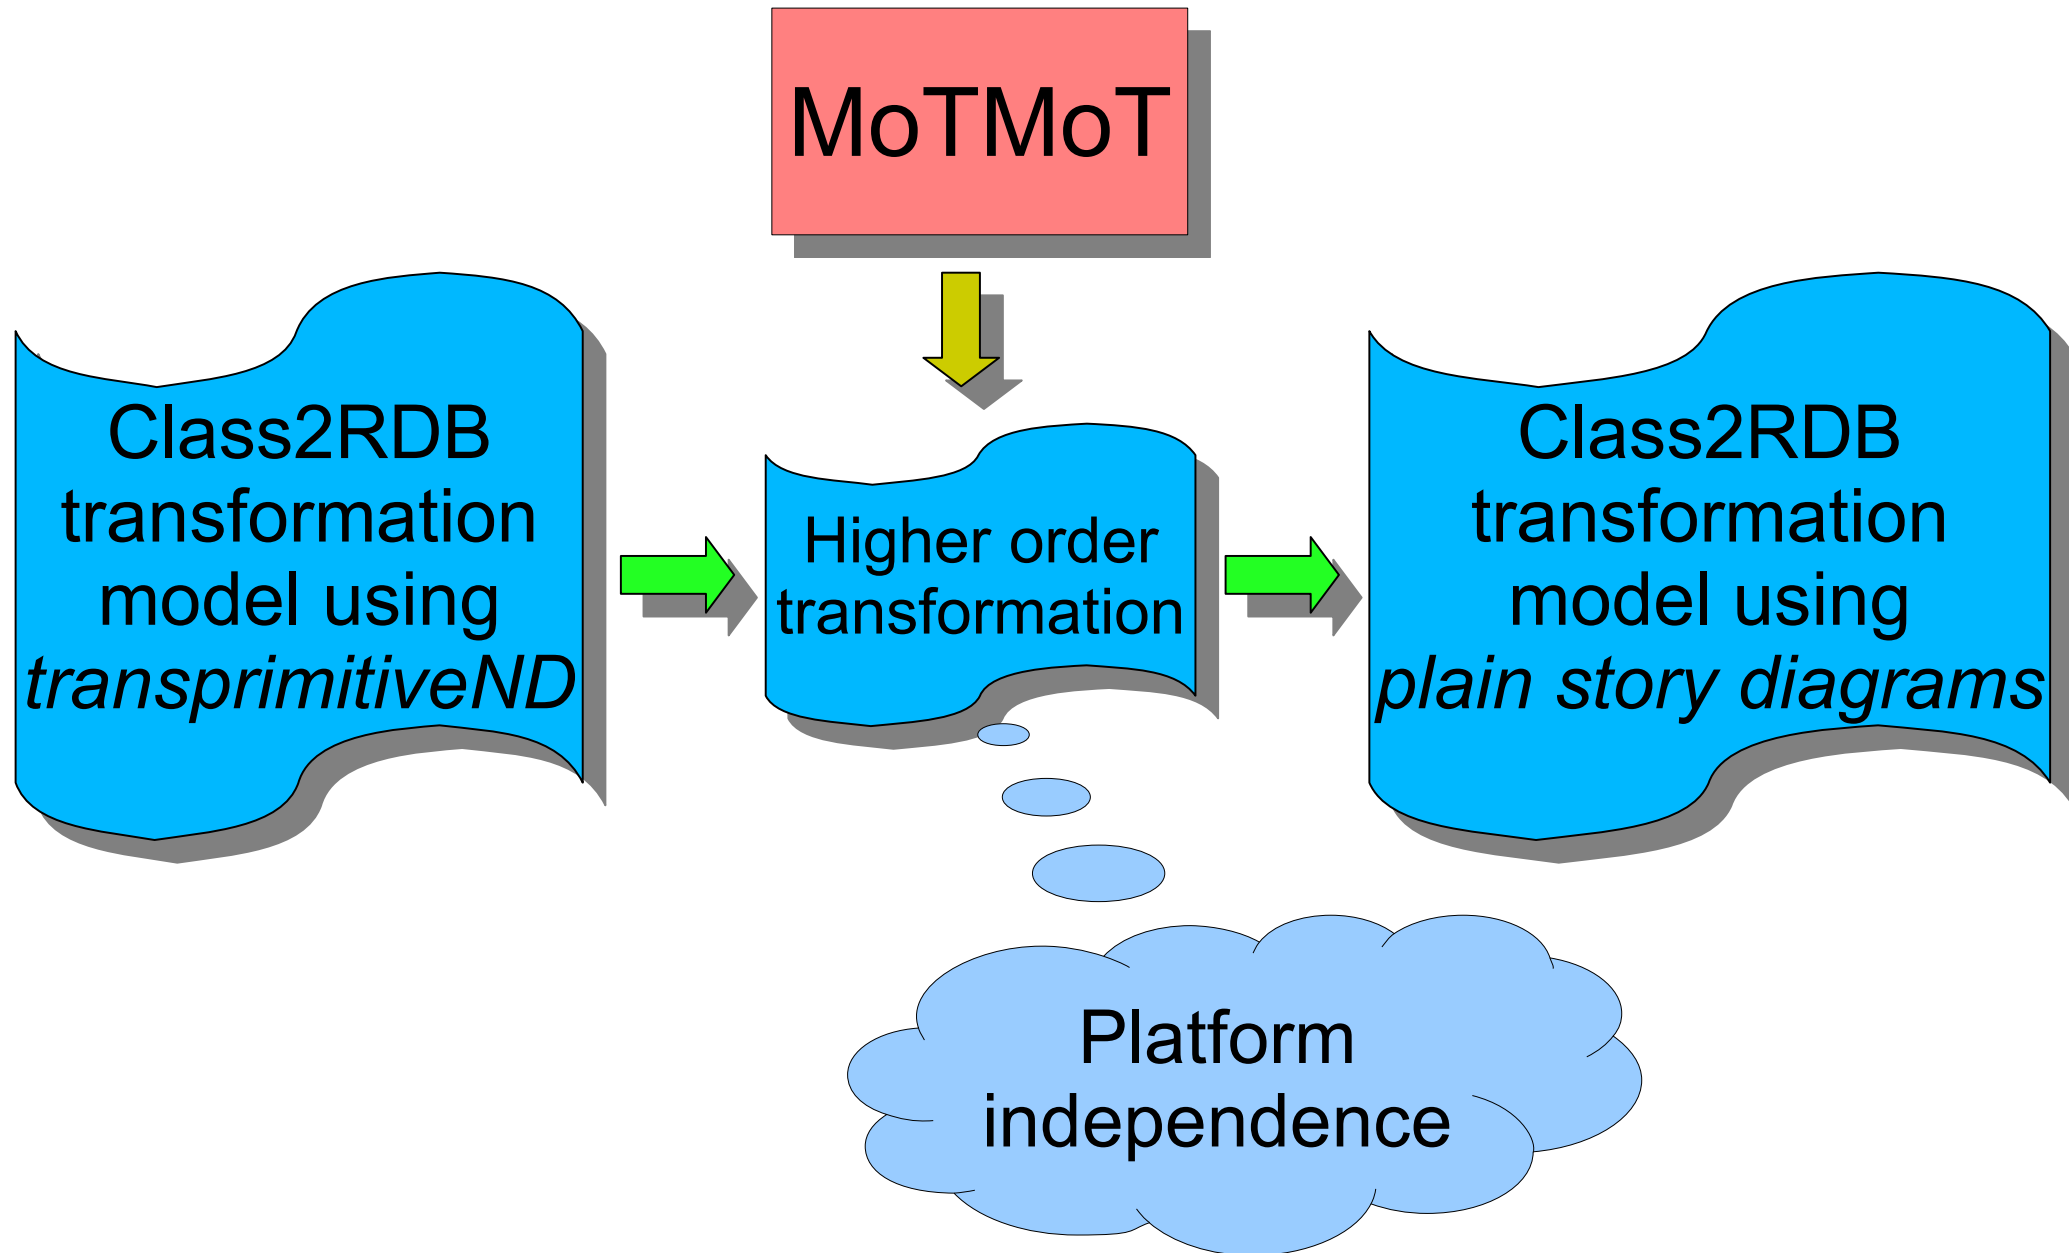 MoTMoT
Class2RDB
transformation
model using
transprimitiveND
Higher order
transformation
Class2RDB
transformation
model using
plain story diagrams
Platform
independence